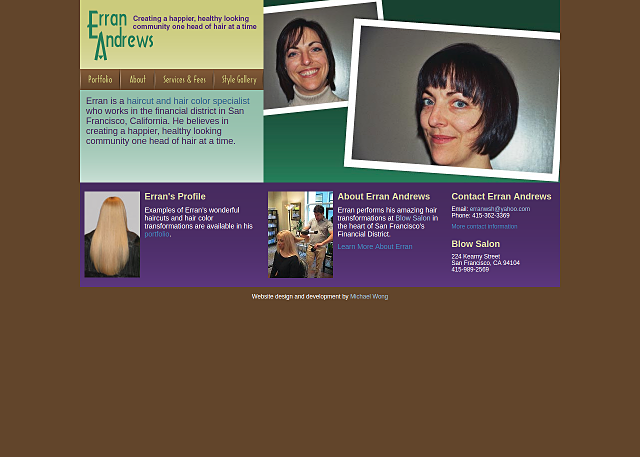 Erran
Andrews
Creating a happier, healthy looking
community one head of hair at a time
Portfolio
About
Services & Fees
Style Gallery
Erran is a haircut and hair color specialist
who works in the financial district in San
Francisco, California. He believes in
creating a happier, healthy looking
community one head of hair at a time.
Erran's Profile
Examples of Erran's wonderful
haircuts and hair color
transformations are available in his
portfolio.
About Erran Andrews
Erran performs his amazing hair
transformations at Blow Salon in
the heart of San Francisco's
Financial District.
Learn More About Erran
Contact Erran Andrews
Email: erranwsh@yahoo.com
Phone: 415-362-3369
More contact information
Blow Salon
224 Kearny Street
San Francisco, CA 94104
415-989-2569
Website design and development by Michael Wong